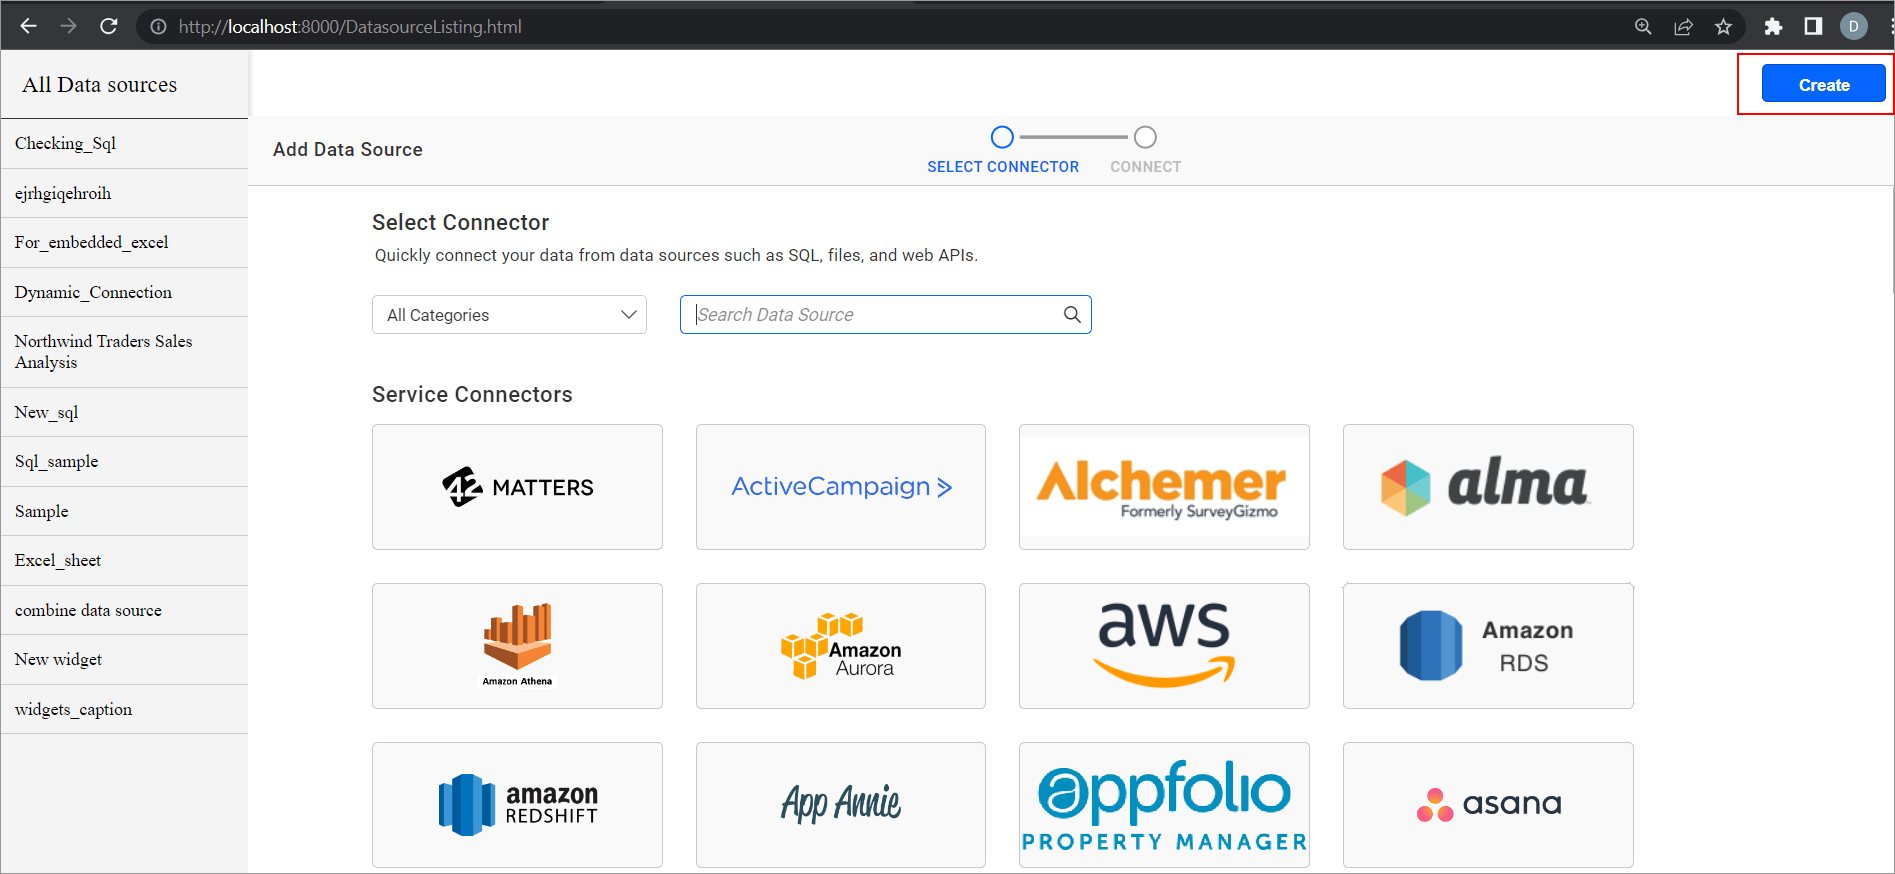 http://localhost:8000/DatasourceListing.html
D
All Data sources
Create
Checking_Sql
ejrhgiqehroih
For_embedded_excel
Dynamic_Connection
Northwind Traders Sales
Analysis
New_sql
Sql_sample
Sample
Excel_sheet
combine data source
New widget
widgets_caption
Add Data Source
SELECT CONNECTOR
CONNECT
Select Connector
Quickly connect your data from data sources such as SQL, files, and web APIs.
All Categories
Search Data Source
Service Connectors
42 MATTERS
ActiveCampaign
Alchemer
Formerly SurveyGizmo
alma
Amazon Athena
Amazon
Aurora
aws
Amazon
RDS
amazon
REDSHIFT
App Annie
appfolio
PROPERTY MANAGER
asana